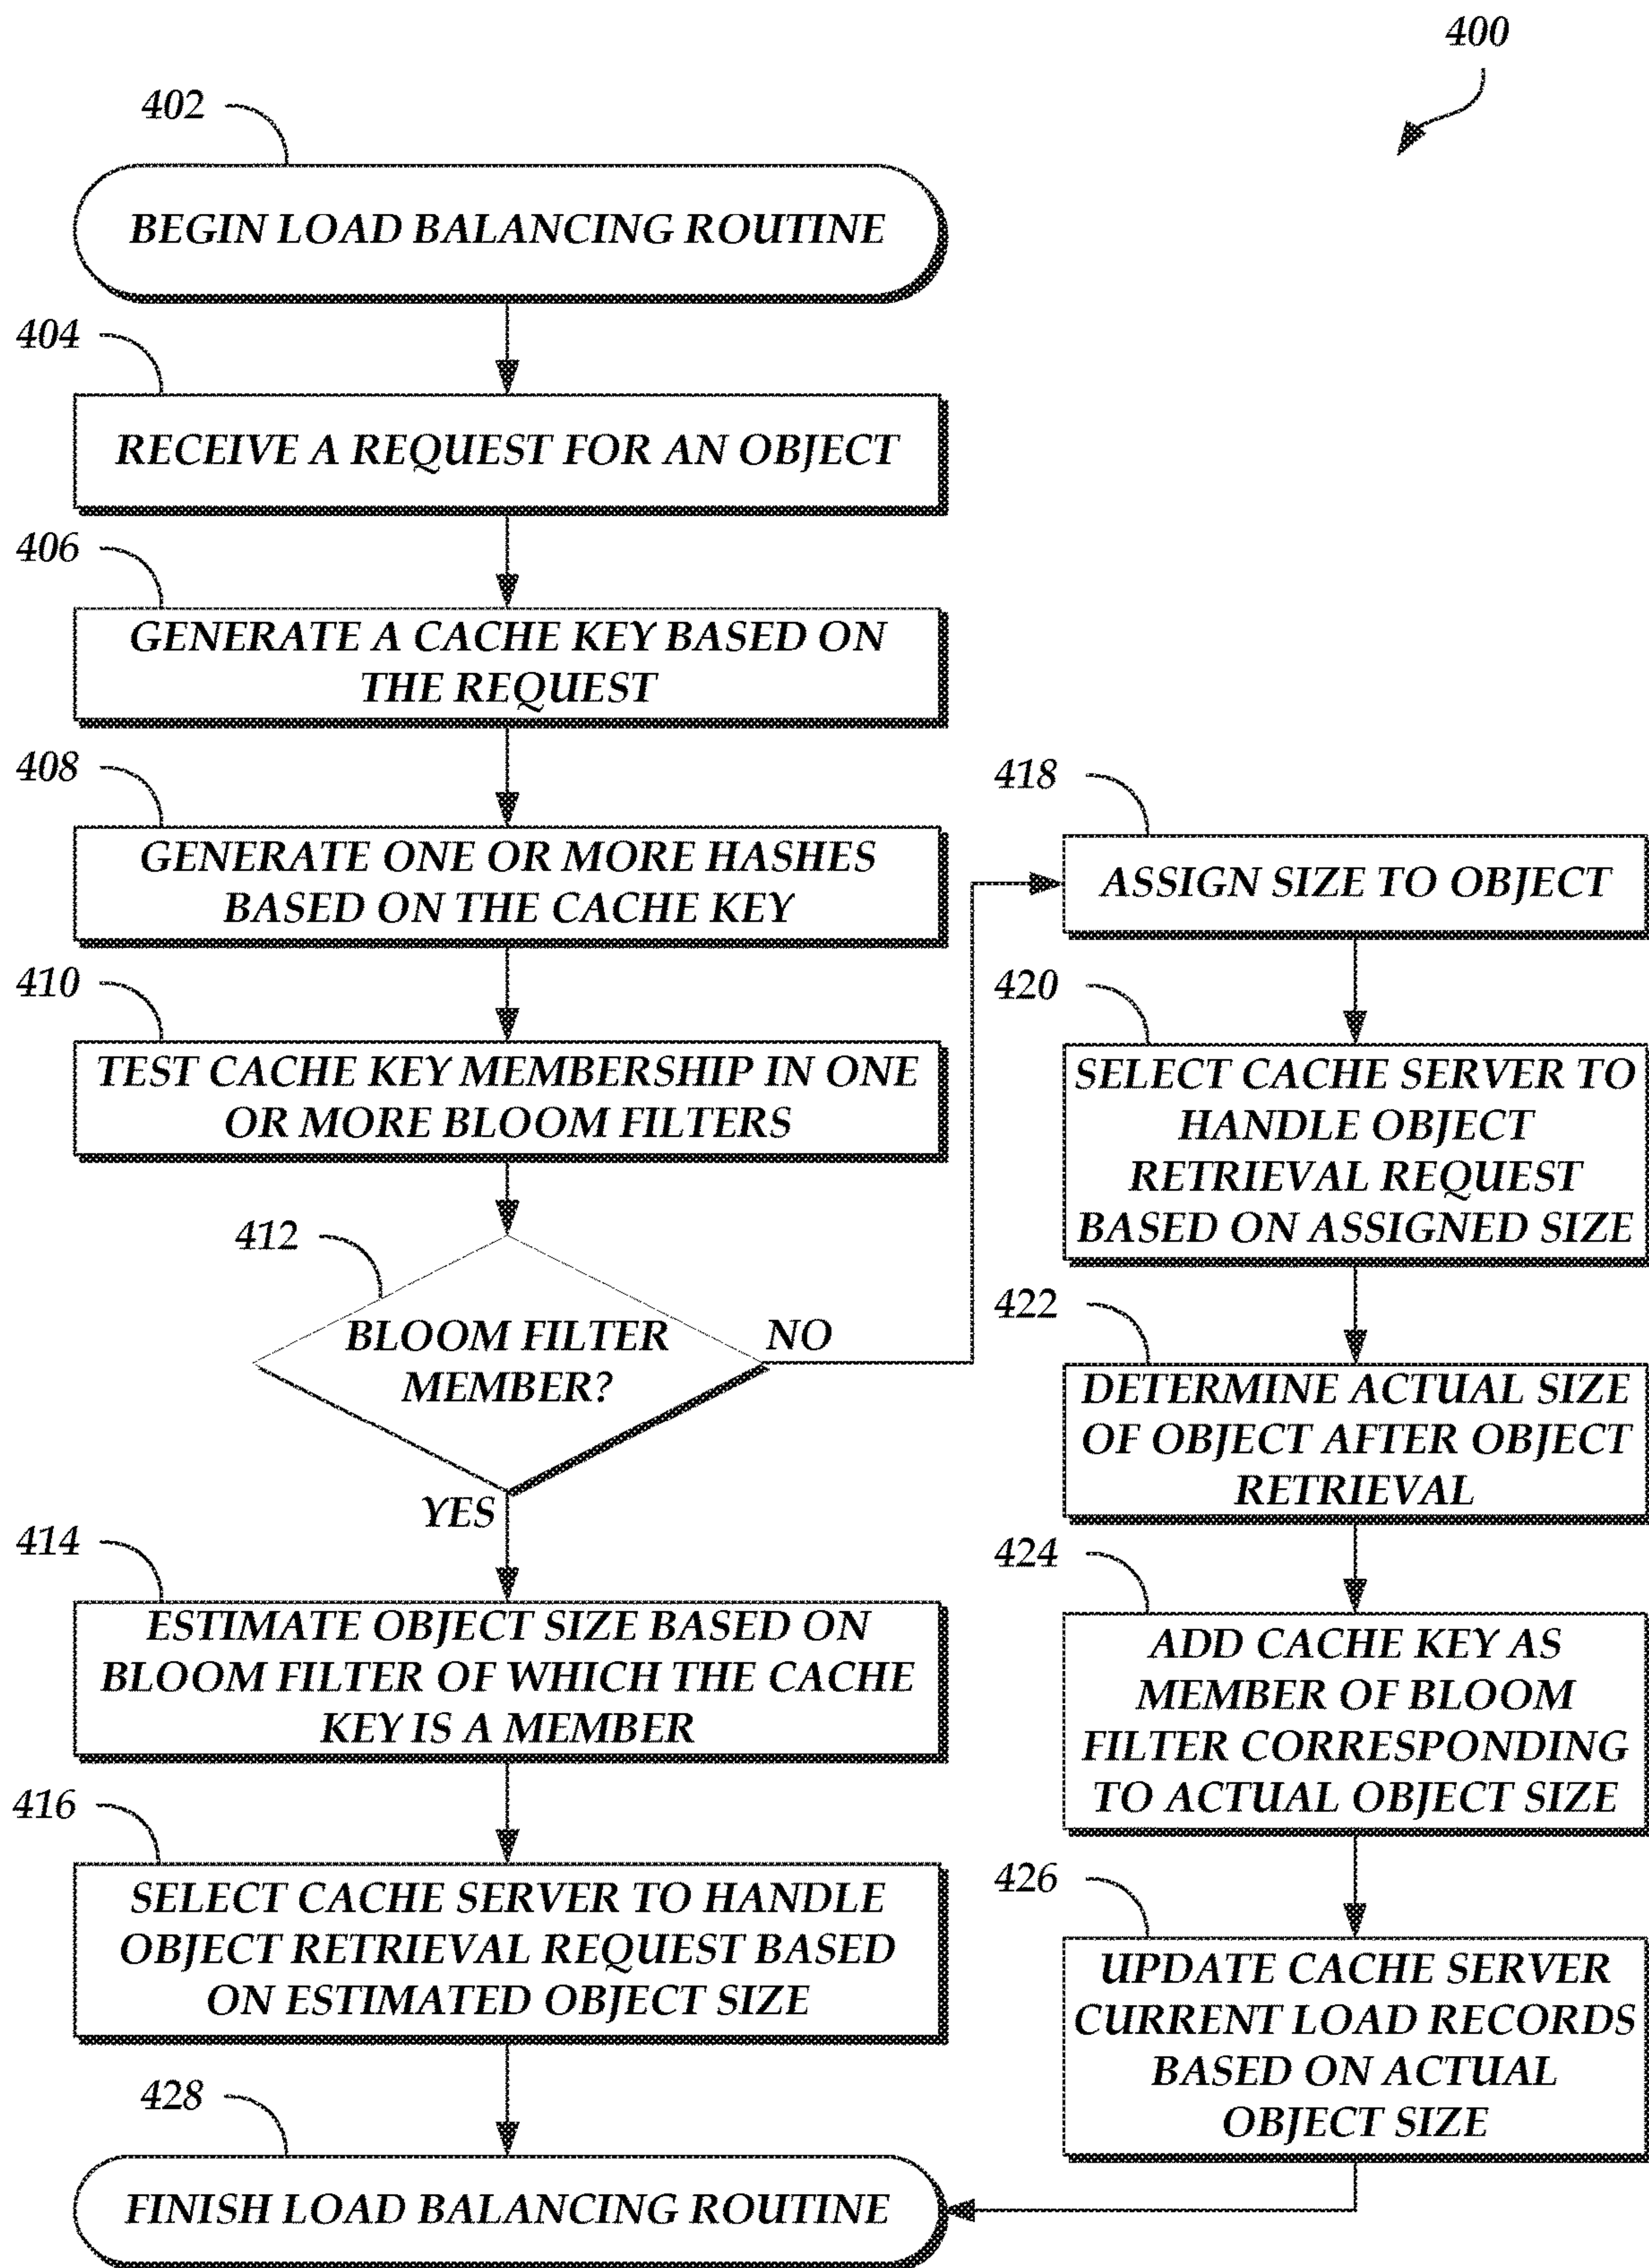 400
402
BEGIN LOAD BALANCING ROUTINE
404
RECEIVE A REQUEST FOR AN OBJECT
406
GENERATE A CACHE KEY BASED ON
THE REQUEST
408
GENERATE ONE OR MORE HASHES
BASED ON THE CACHE KEY
410
TEST CACHE KEY MEMBERSHIP IN ONE
OR MORE BLOOM FILTERS
412
BLOOM FILTER
MEMBER?
NO
YES
414
ESTIMATE OBJECT SIZE BASED ON
BLOOM FILTER OF WHICH THE CACHE
KEY IS A MEMBER
416
SELECT CACHE SERVER TO HANDLE
OBJECT RETRIEVAL REQUEST BASED
ON ESTIMATED OBJECT SIZE
418
ASSIGN SIZE TO OBJECT
420
SELECT CACHE SERVER TO
HANDLE OBJECT
RETRIEVAL REQUEST
BASED ON ASSIGNED SIZE
422
DETERMINE ACTUAL SIZE
OF OBJECT AFTER OBJECT
RETRIEVAL
424
ADD CACHE KEY AS
MEMBER OF BLOOM
FILTER CORRESPONDING
TO ACTUAL OBJECT SIZE
426
UPDATE CACHE SERVER
CURRENT LOAD RECORDS
BASED ON ACTUAL
OBJECT SIZE
428
FINISH LOAD BALANCING ROUTINE